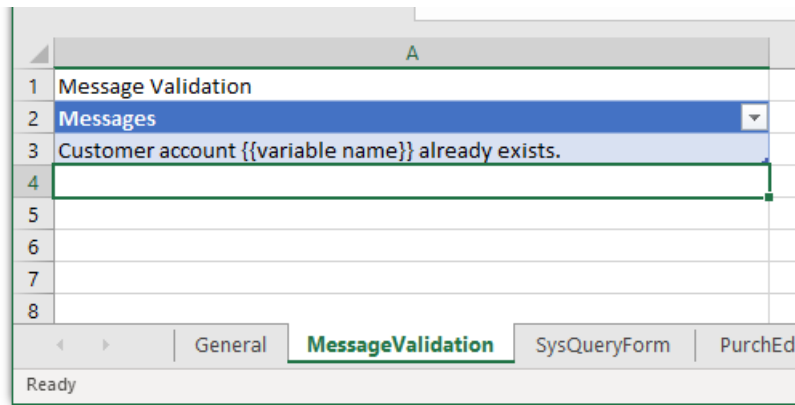 A
1 Message Validation
2 Messages
3 Customer account {{variable name}} already exists.
4
5
6
7
8
General MessageValidation SysQueryForm PurchEd
Ready